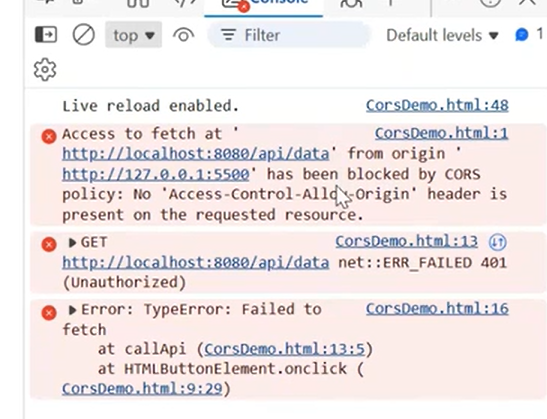 Console
top ▼ Filter Default levels ▼ 1
Live reload enabled. CorsDemo.html:48
Access to fetch at ' CorsDemo.html:1
http://localhost:8080/api/data' from origin '
http://127.0.0.1:5500' has been blocked by CORS
policy: No 'Access-Control-Allow-Origin' header is
present on the requested resource.
▶ GET CorsDemo.html:13
http://localhost:8080/api/data net::ERR_FAILED 401
(Unauthorized)
▶ Error: TypeError: Failed to CorsDemo.html:16
fetch
at callApi (CorsDemo.html:13:5)
at HTMLButtonElement.onclick (
CorsDemo.html:9:29)